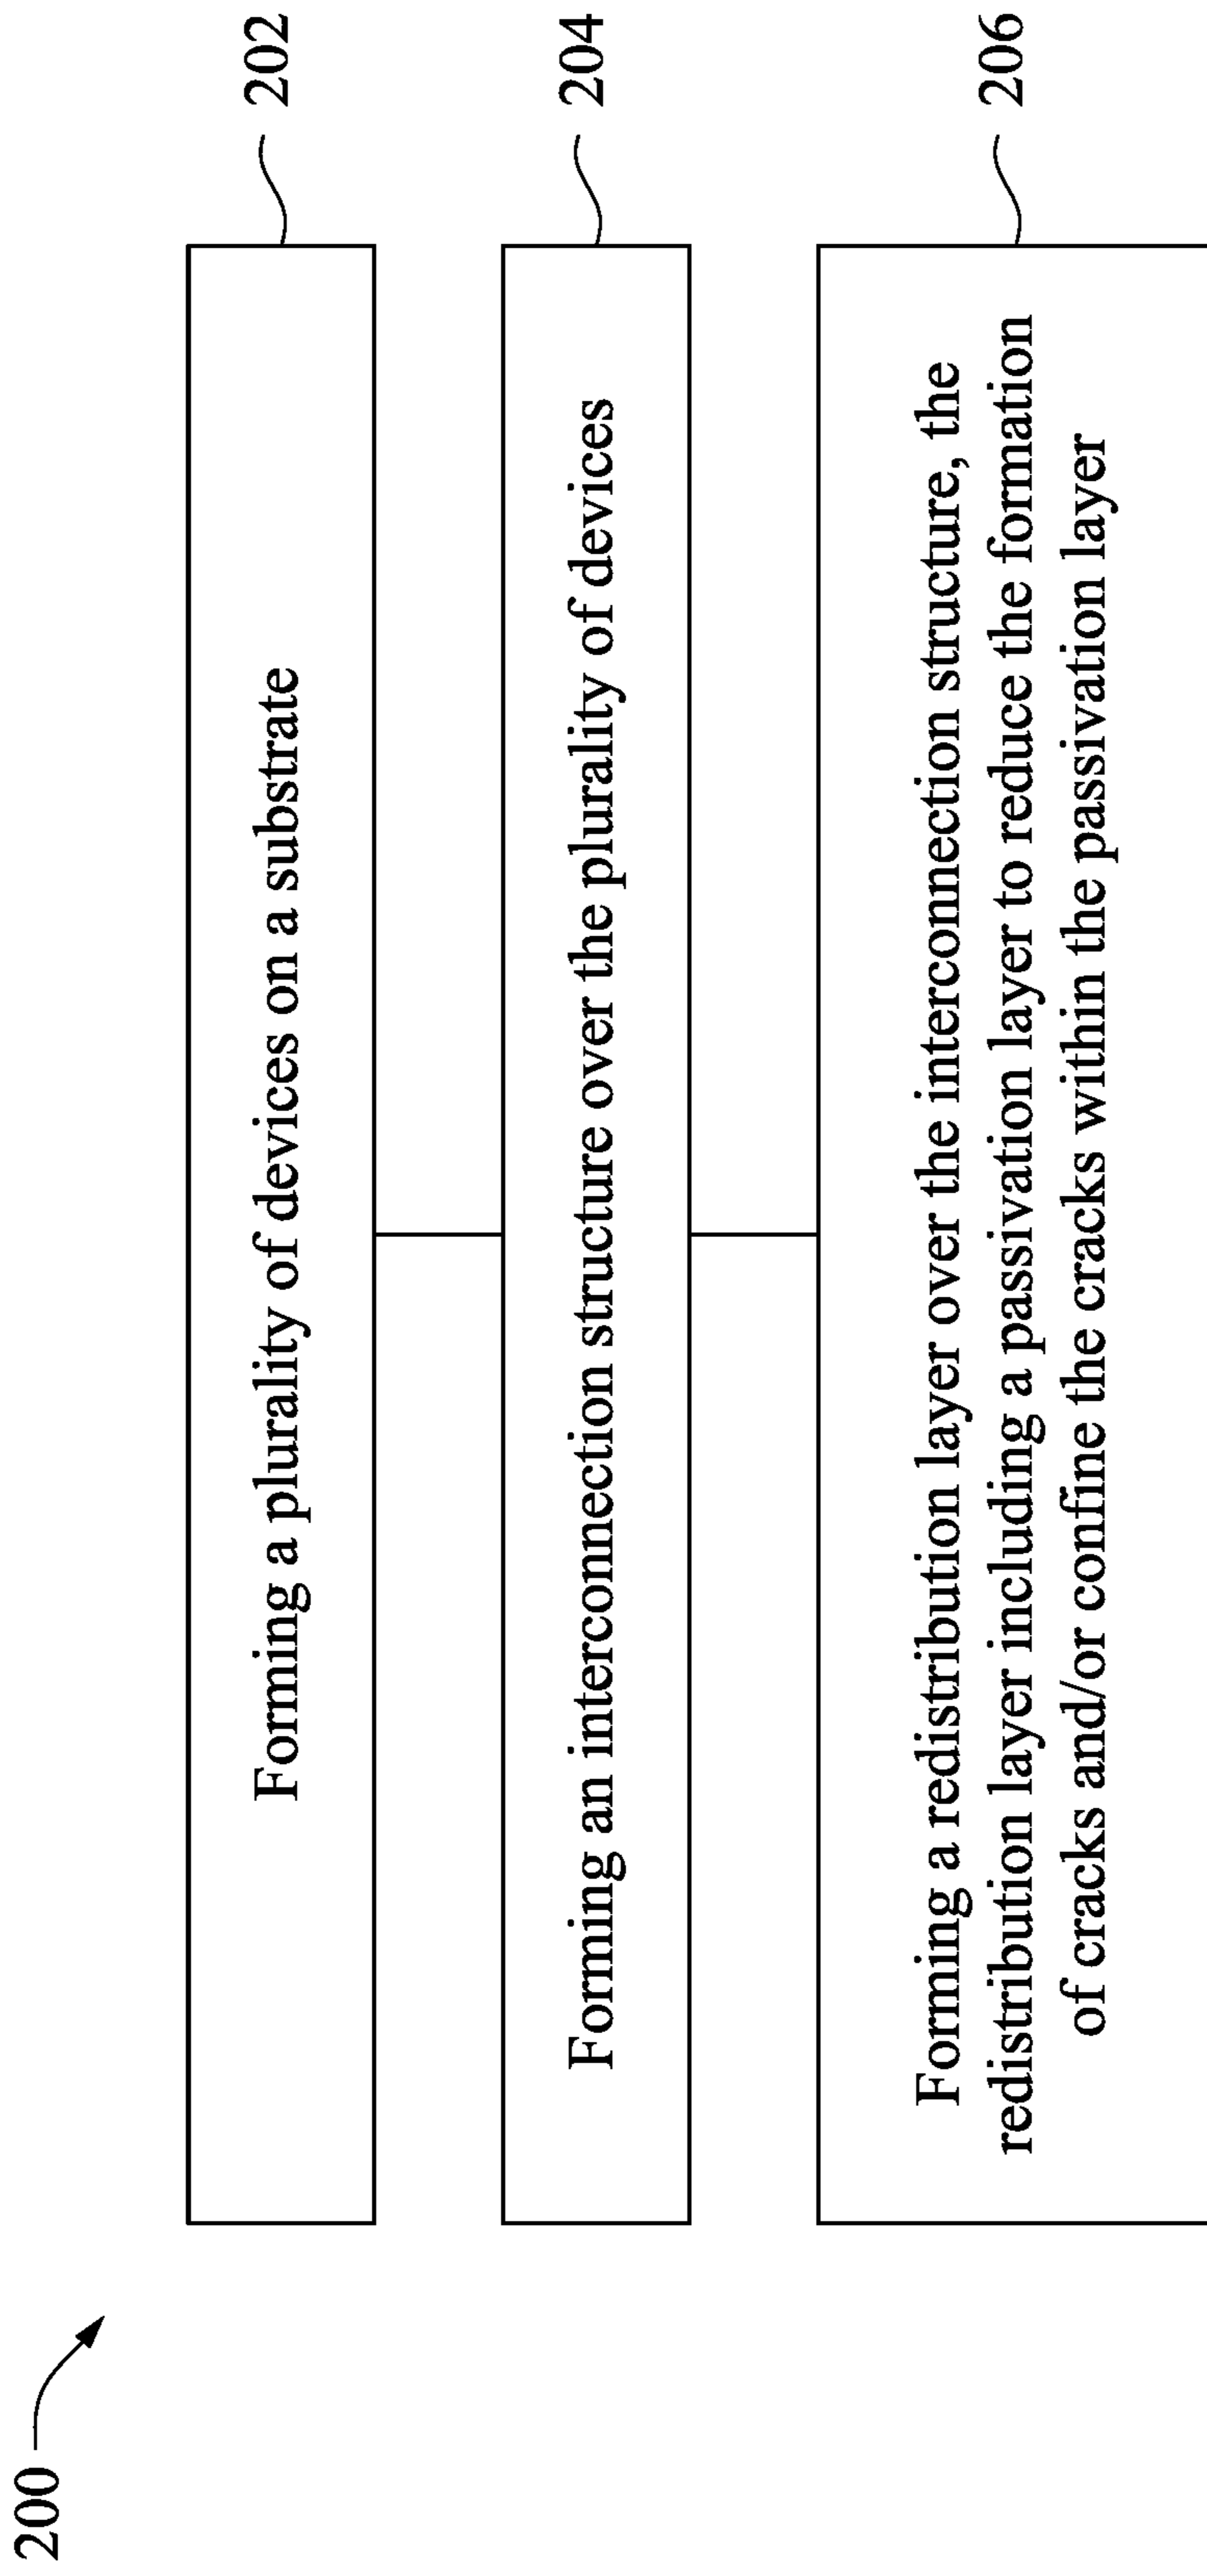 200
202
Forming a plurality of devices on a substrate
204
Forming an interconnection structure over the plurality of devices
206
Forming a redistribution layer over the interconnection structure, the
redistribution layer including a passivation layer to reduce the formation
of cracks and/or confine the cracks within the passivation layer